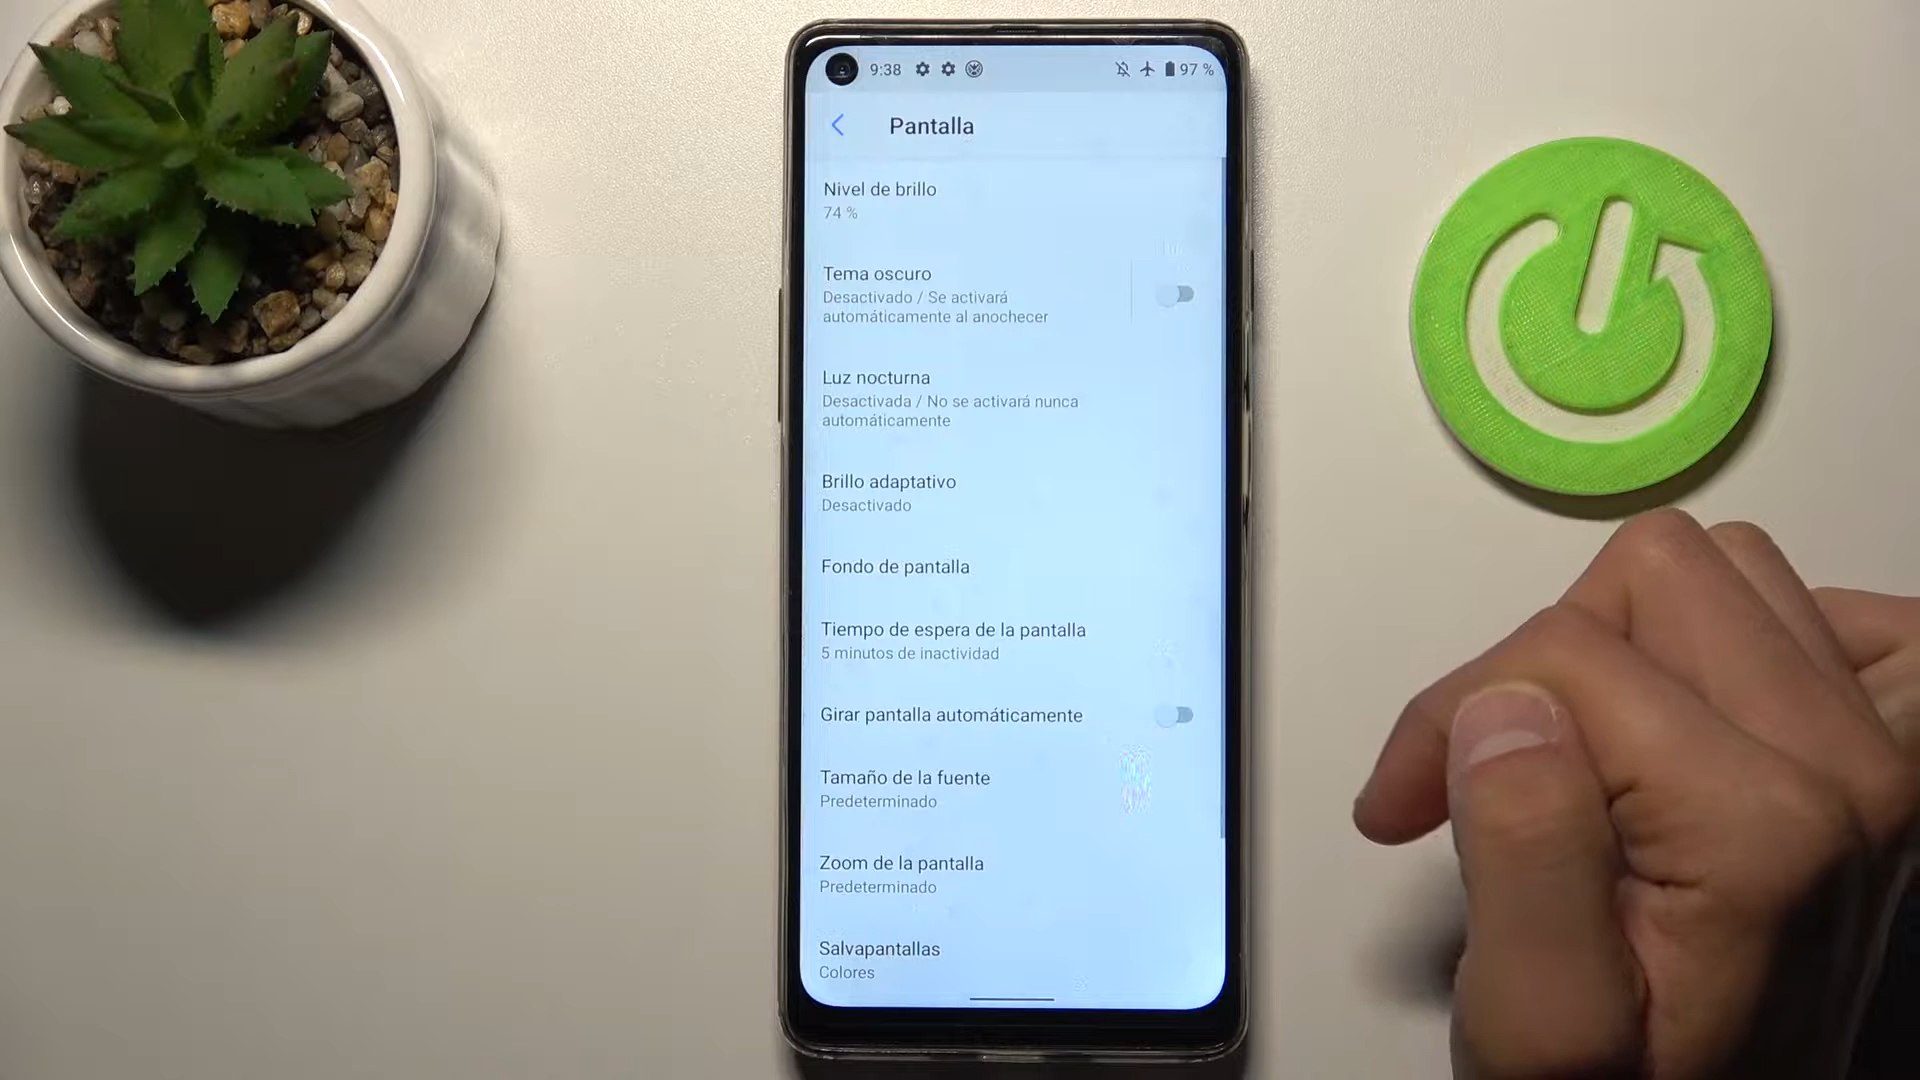 9:38
97 %
Pantalla
Nivel de brillo
74 %
Tema oscuro
Desactivado / Se activará
automáticamente al anochecer
Luz nocturna
Desactivada / No se activará nunca
automáticamente
Brillo adaptativo
Desactivado
Fondo de pantalla
Tiempo de espera de la pantalla
5 minutos de inactividad
Girar pantalla automáticamente
Tamaño de la fuente
Predeterminado
Zoom de la pantalla
Predeterminado
Salvapantallas
Colores